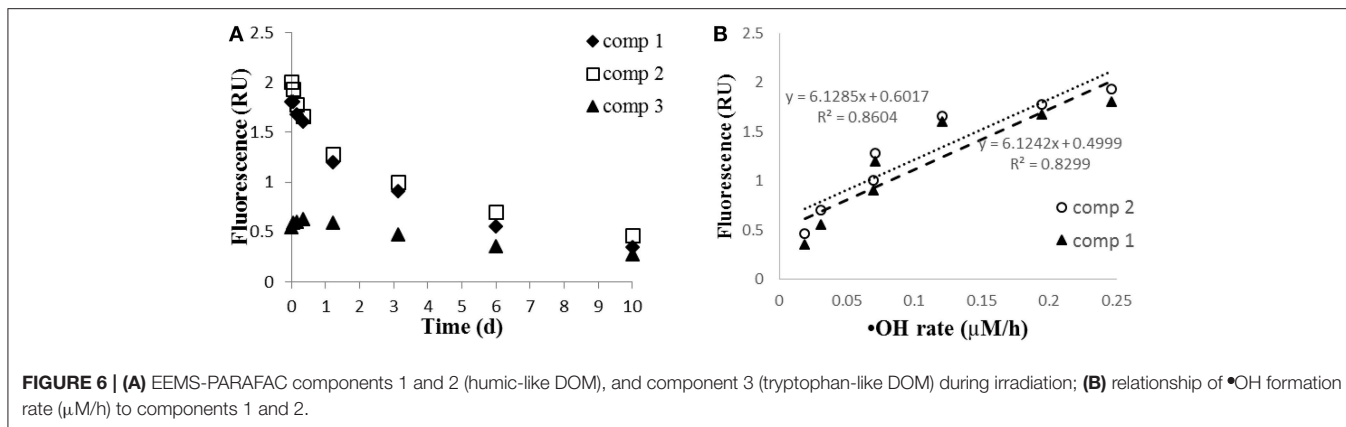 A
2.5
2
1.5
1
0.5
0
Fluorescence (RU)
0 1 2 3 4 5 6 7 8 9 10
Time (d)
comp 1
comp 2
comp 3
B
2.5
2
1.5
1
0.5
0
Fluorescence (RU)
y = 6.1285x + 0.6017
R² = 0.8604
y = 6.1242x + 0.4999
R² = 0.8299
comp 2
comp 1
0 0.05 0.1 0.15 0.2 0.25
•OH rate (µM/h)
FIGURE 6 | (A) EEMS-PARAFAC components 1 and 2 (humic-like DOM), and component 3 (tryptophan-like DOM) during irradiation; (B) relationship of •OH formation
rate (µM/h) to components 1 and 2.